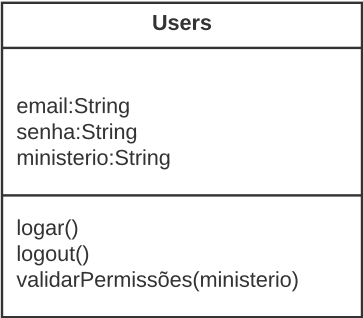 Users
email:String
senha:String
ministerio:String
logar()
logout()
validarPermissões(ministerio)